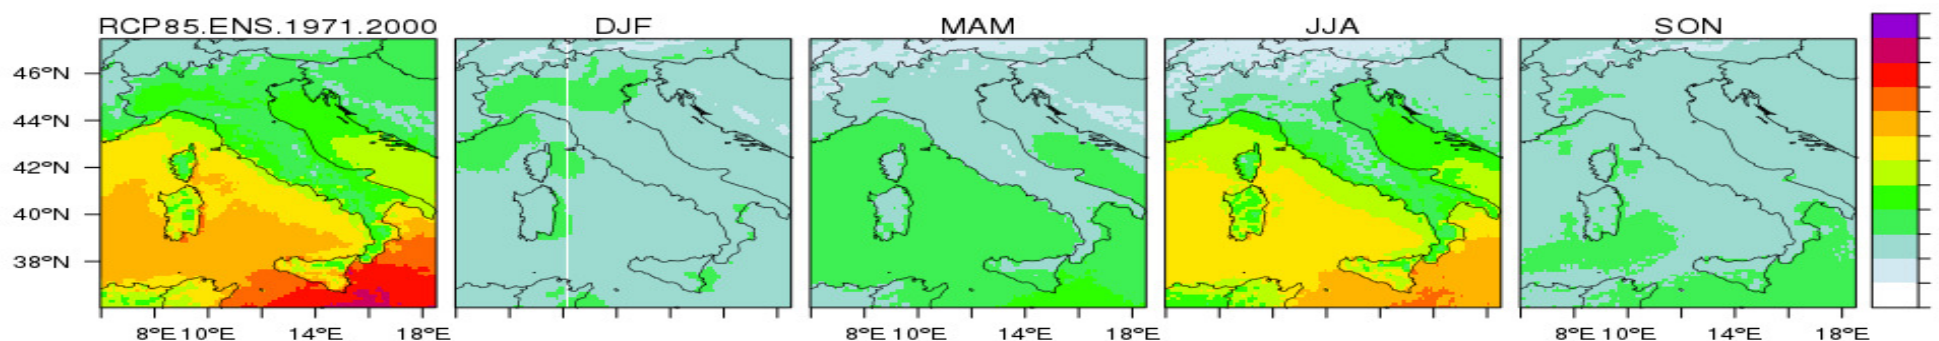 RCP85.ENS.1971.2000 DJF MAM JJA SON
46°N
44°N
42°N
40°N
38°N
8°E 10°E 14°E 18°E 8°E 10°E 14°E 18°E 8°E 10°E 14°E 18°E